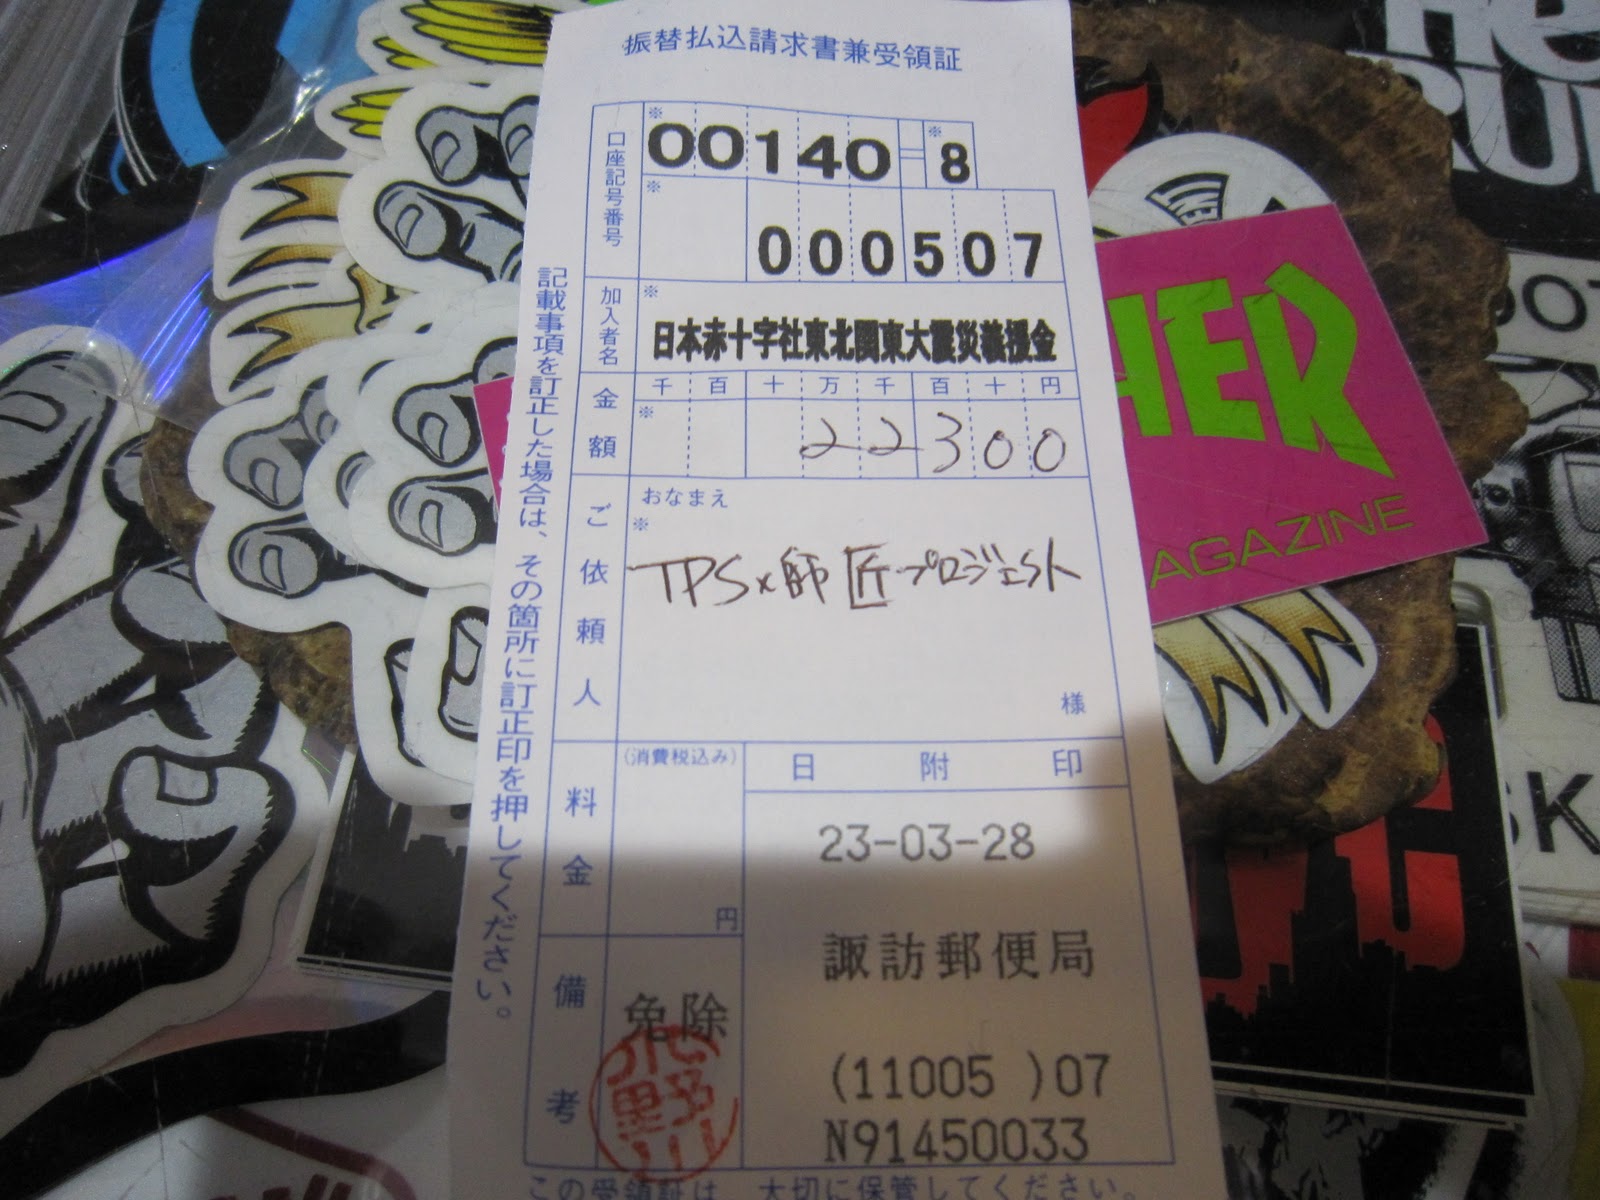 振替払込請求書兼受領証
口座記号番号
※
00140
※
8
※
000507
加入者名
※
日本赤十字社東北関東大震災義援金
金額
千 百 十 万 千 百 十 円
※
22300
ご依頼人
おなまえ
※
TPS×師匠プロジェクト
様
料金
(消費税込み)
円
日 附 印
23-03-28
諏訪郵便局
(11005 )07
N91450033
備考
免除
記載事項を訂正した場合は、その箇所に訂正印を押してください。
この受領証は、大切に保管してください。
HER
AGAZINE